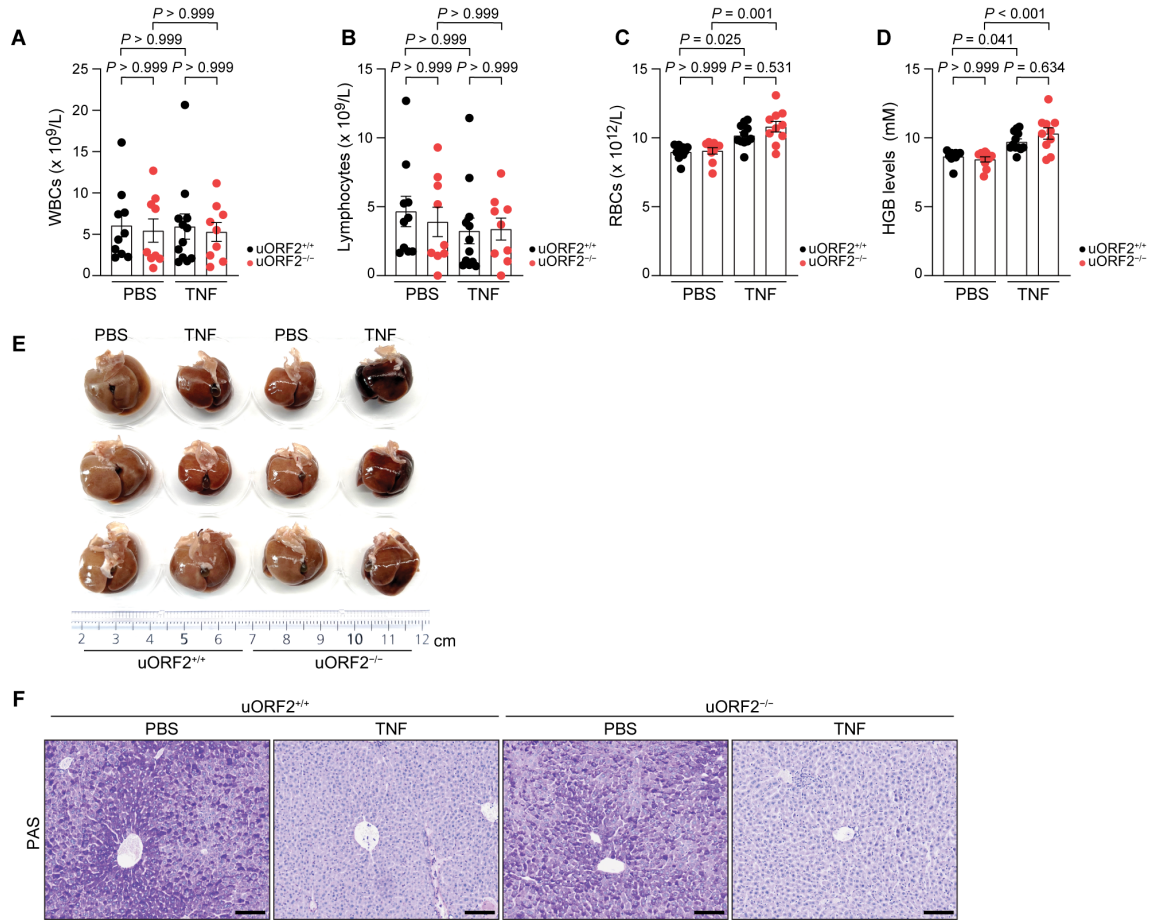 P > 0.999
P > 0.999
P = 0.001
P < 0.001
A
P > 0.999
B
P > 0.999
C
P = 0.025
D
P = 0.041
P > 0.999
P > 0.999
P > 0.999
P > 0.999
P > 0.999
P = 0.531
P > 0.999
P = 0.634
WBCs (x 10⁹/L)
25
20
15
10
5
0
PBS
TNF
uORF2⁺/⁺
uORF2⁻/⁻
Lymphocytes (x 10⁹/L)
15
10
5
0
PBS
TNF
uORF2⁺/⁺
uORF2⁻/⁻
RBCs (x 10¹²/L)
15
10
5
0
PBS
TNF
uORF2⁺/⁺
uORF2⁻/⁻
HGB levels (mM)
15
10
5
0
PBS
TNF
uORF2⁺/⁺
uORF2⁻/⁻
E
PBS TNF PBS TNF
2 3 4 5 6 7 8 9 10 11 12 cm
uORF2⁺/⁺ uORF2⁻/⁻
F
uORF2⁺/⁺ uORF2⁻/⁻
PBS TNF PBS TNF
PAS